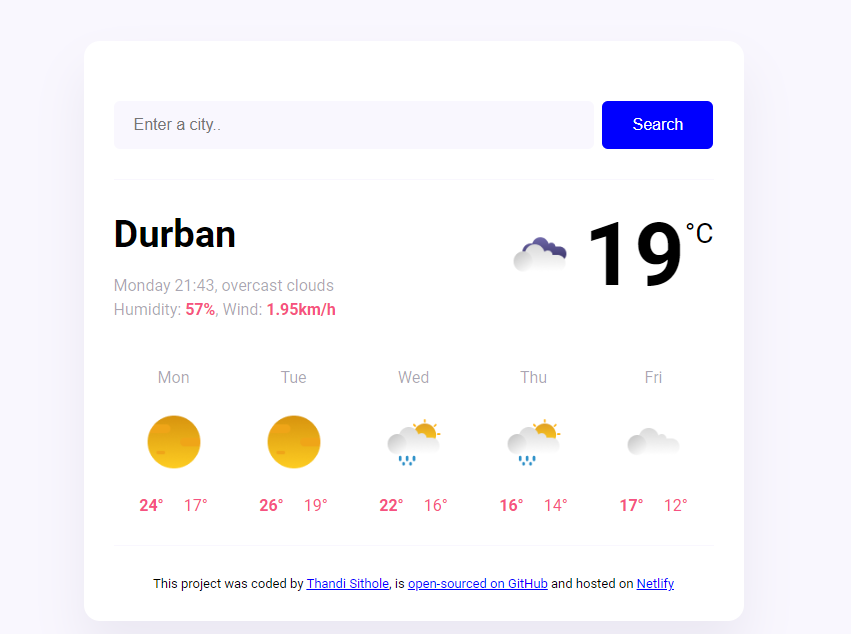 Enter a city..
Search
Durban
19 °C
Monday 21:43, overcast clouds
Humidity: 57%, Wind: 1.95km/h
Mon Tue Wed Thu Fri
24° 17° 26° 19° 22° 16° 16° 14° 17° 12°
This project was coded by Thandi Sithole, is open-sourced on GitHub and hosted on Netlify